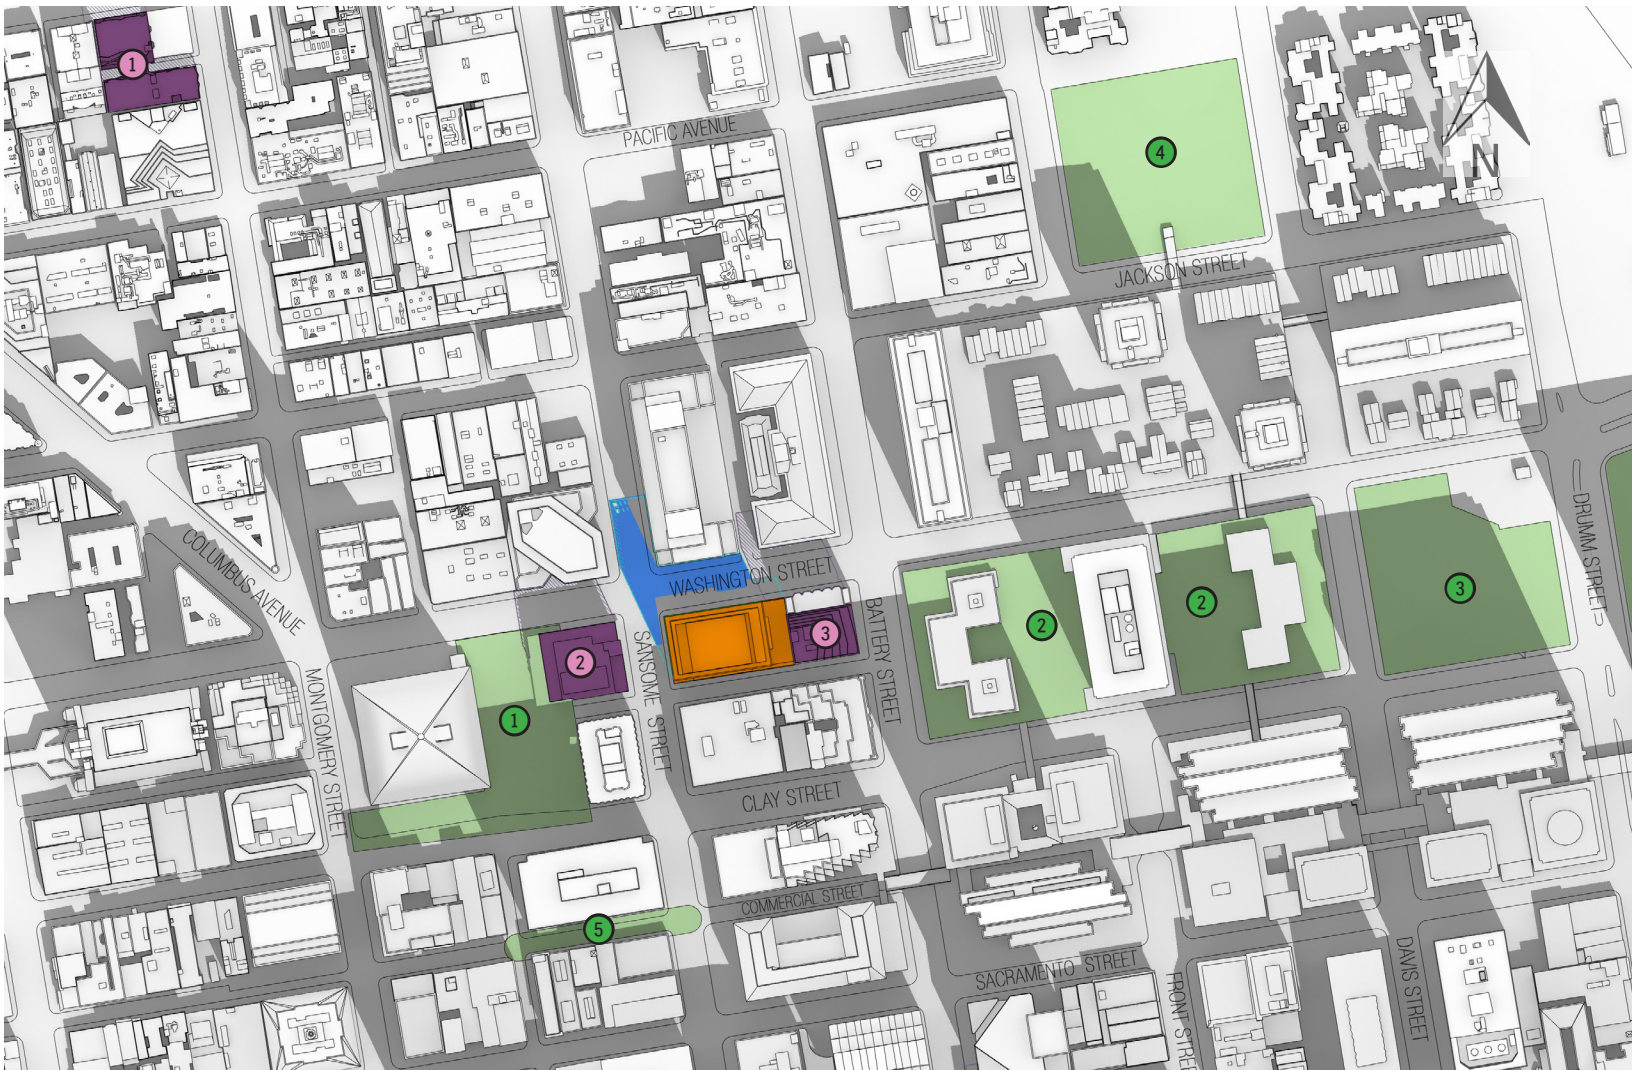 1
PACIFIC AVENUE
4
N
JACKSON STREET
COLUMBUS AVENUE
WASHINGTON STREET
DRUMM STREET
3
2
2
BATTERY STREET
3
SANSOME STREET
2
MONTGOMERY STREET
1
CLAY STREET
COMMERCIAL STREET
5
SACRAMENTO STREET
FRONT STREE
DAVIS STREET